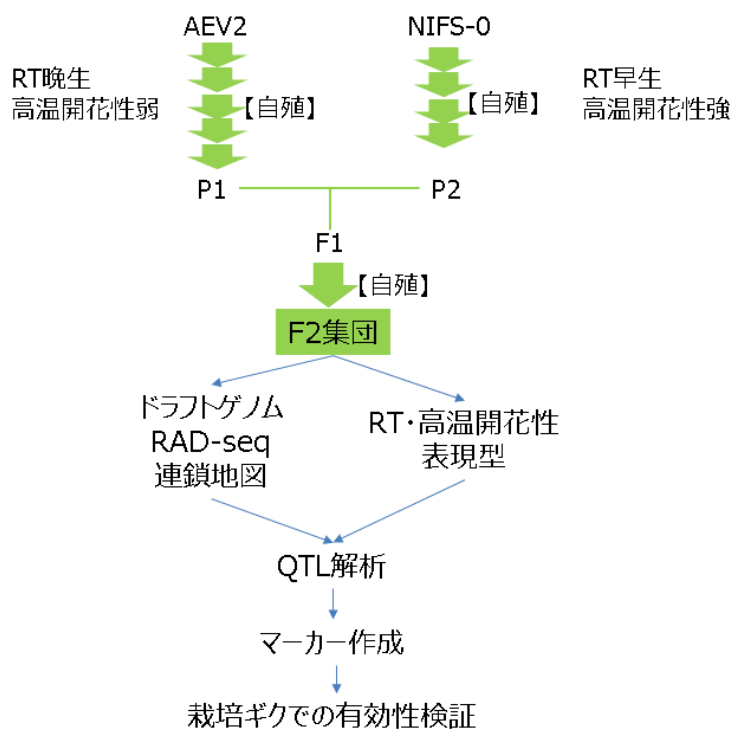 AEV2
NIFS-0
RT晩生
高温開花性弱
【自殖】
【自殖】
RT早生
高温開花性強
P1
P2
F1
【自殖】
F2集団
ドラフトゲノム
RAD-seq
連鎖地図
RT・高温開花性
表現型
QTL解析
マーカー作成
栽培ギクでの有効性検証